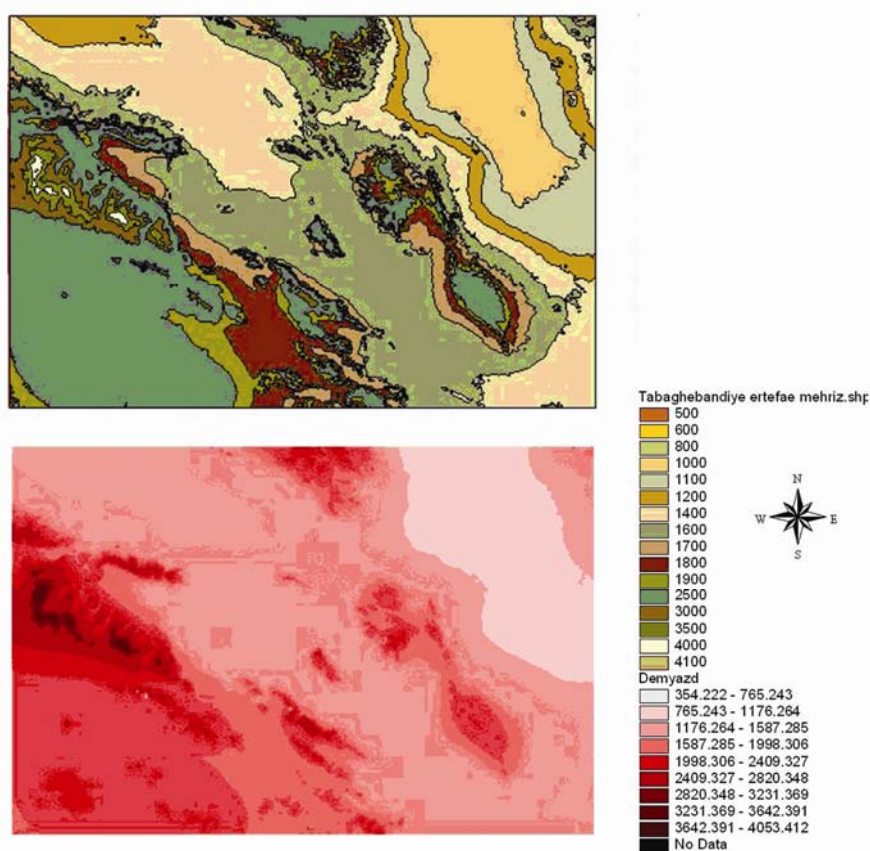 Tabaghebandiye ertefae mehriz.shp
500
600
800
1000
1100
1200
1400
1600
1700
1800
1900
2500
3000
3500
4000
4100
Demyazd
354.222 - 765.243
765.243 - 1176.264
1176.264 - 1587.285
1587.285 - 1998.306
1998.306 - 2409.327
2409.327 - 2820.348
2820.348 - 3231.369
3231.369 - 3642.391
3642.391 - 4053.412
No Data
N
W E
S